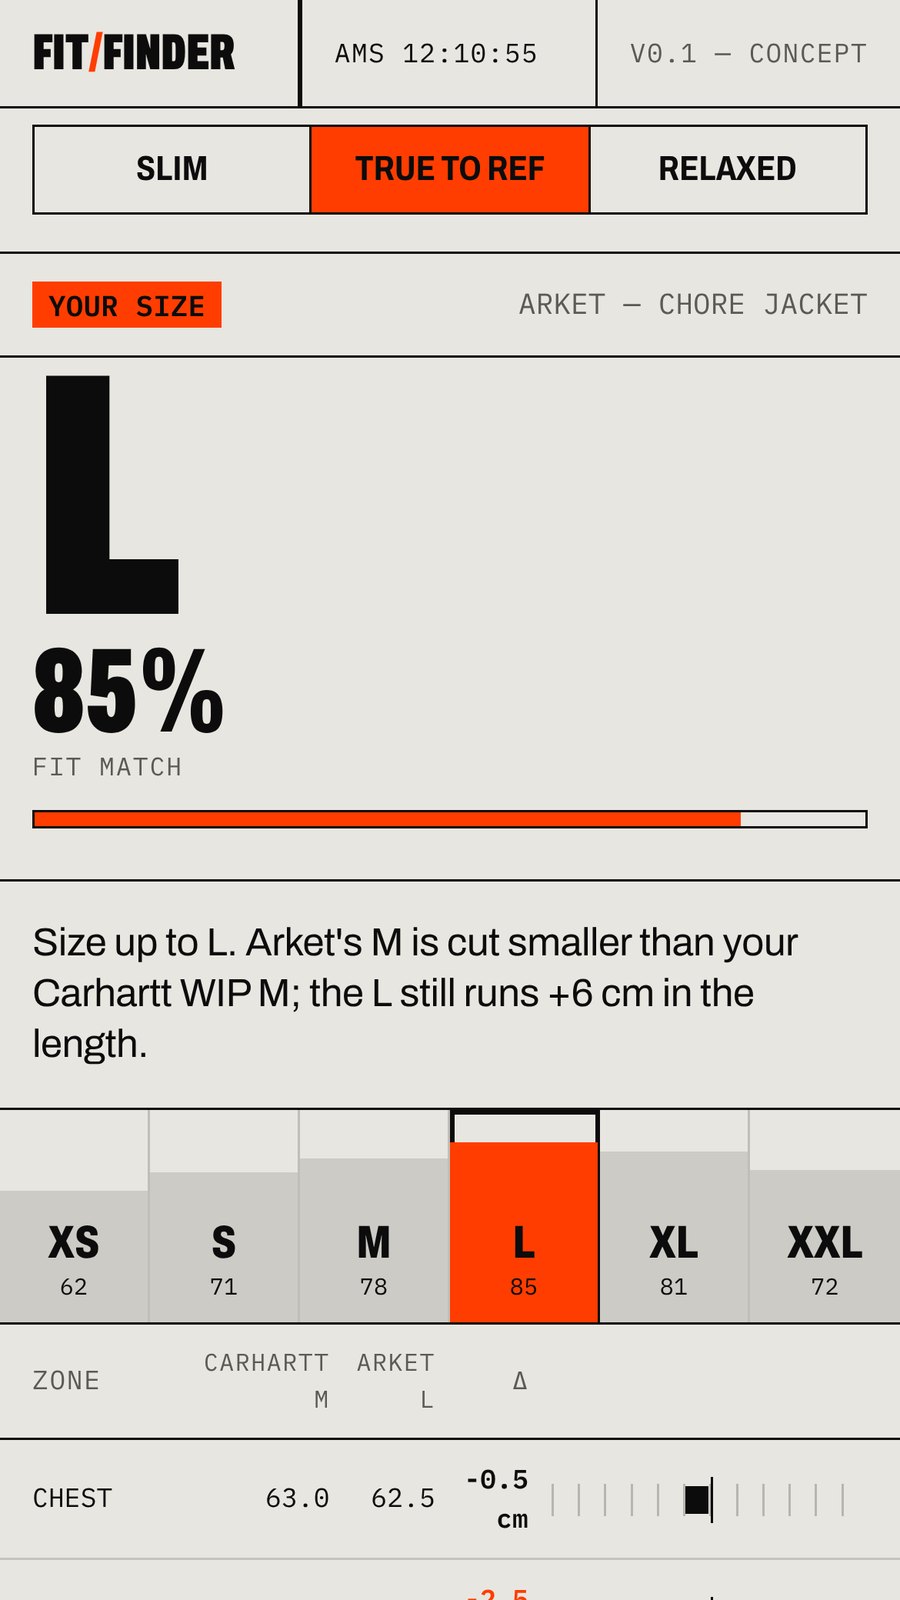 FIT/FINDER
AMS 12:10:55
V0.1 — CONCEPT
SLIM
TRUE TO REF
RELAXED
YOUR SIZE
ARKET — CHORE JACKET
L
85%
FIT MATCH
Size up to L. Arket's M is cut smaller than your
Carhartt WIP M; the L still runs +6 cm in the
length.
XS
62
S
71
M
78
L
85
XL
81
XXL
72
ZONE
CARHARTT
M
ARKET
L
Δ
CHEST
63.0
62.5
-0.5
cm
-2.5